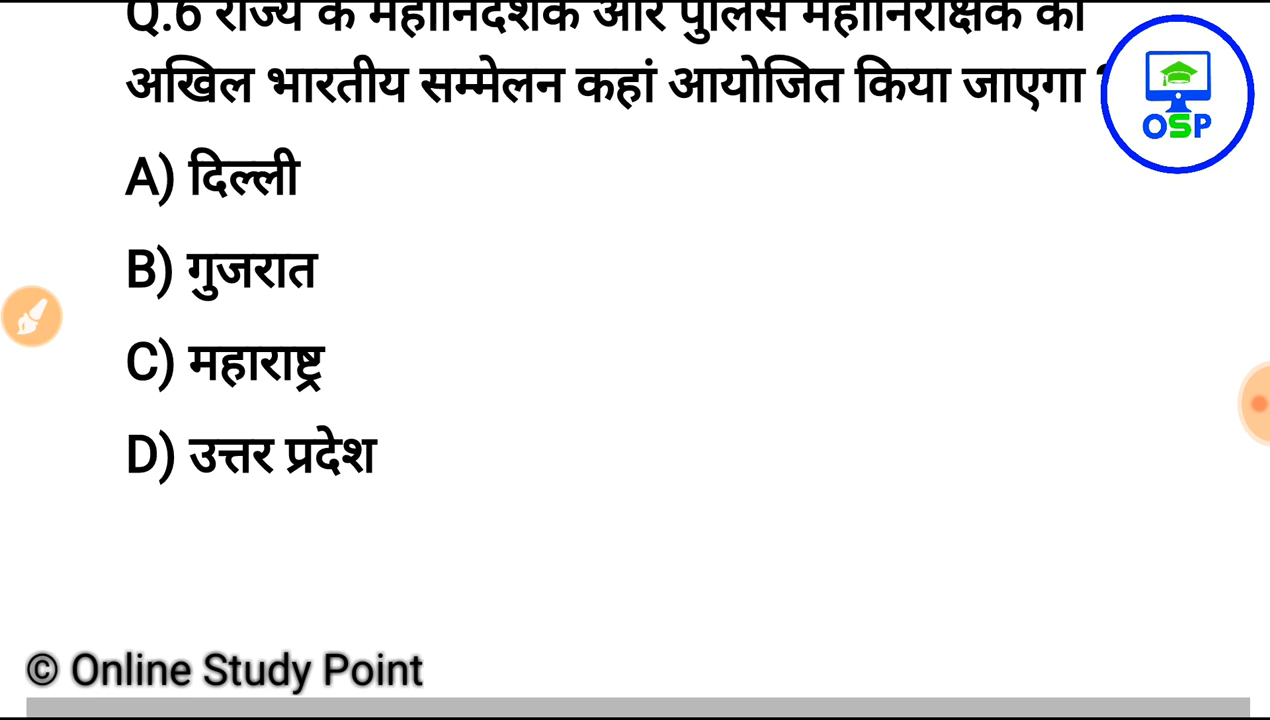 Q.6 राज्य के महानिदेशक और पुलिस महानिरीक्षक का
अखिल भारतीय सम्मेलन कहां आयोजित किया जाएगा ?
OSP
A) दिल्ली
B) गुजरात
C) महाराष्ट्र
D) उत्तर प्रदेश
© Online Study Point